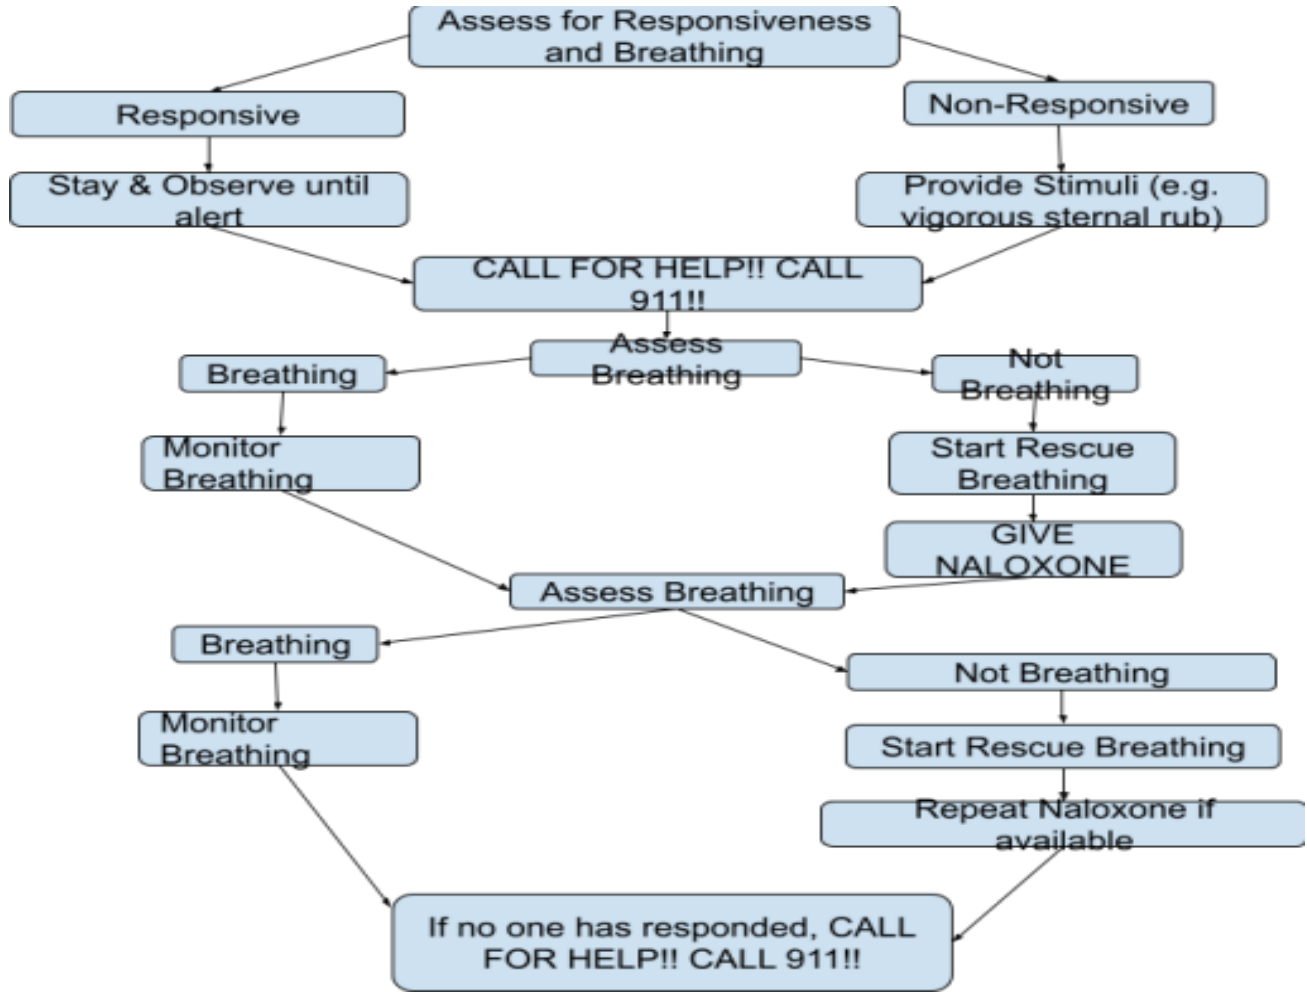 Assess for Responsiveness
and Breathing
Responsive
Non-Responsive
Stay & Observe until
alert
Provide Stimuli (e.g.
vigorous sternal rub)
CALL FOR HELP!! CALL
911!!
Assess
Breathing
Breathing
Not
Breathing
Monitor
Breathing
Start Rescue
Breathing
GIVE
NALOXONE
Assess Breathing
Breathing
Not Breathing
Monitor
Breathing
Start Rescue Breathing
Repeat Naloxone if
available
If no one has responded, CALL
FOR HELP!! CALL 911!!